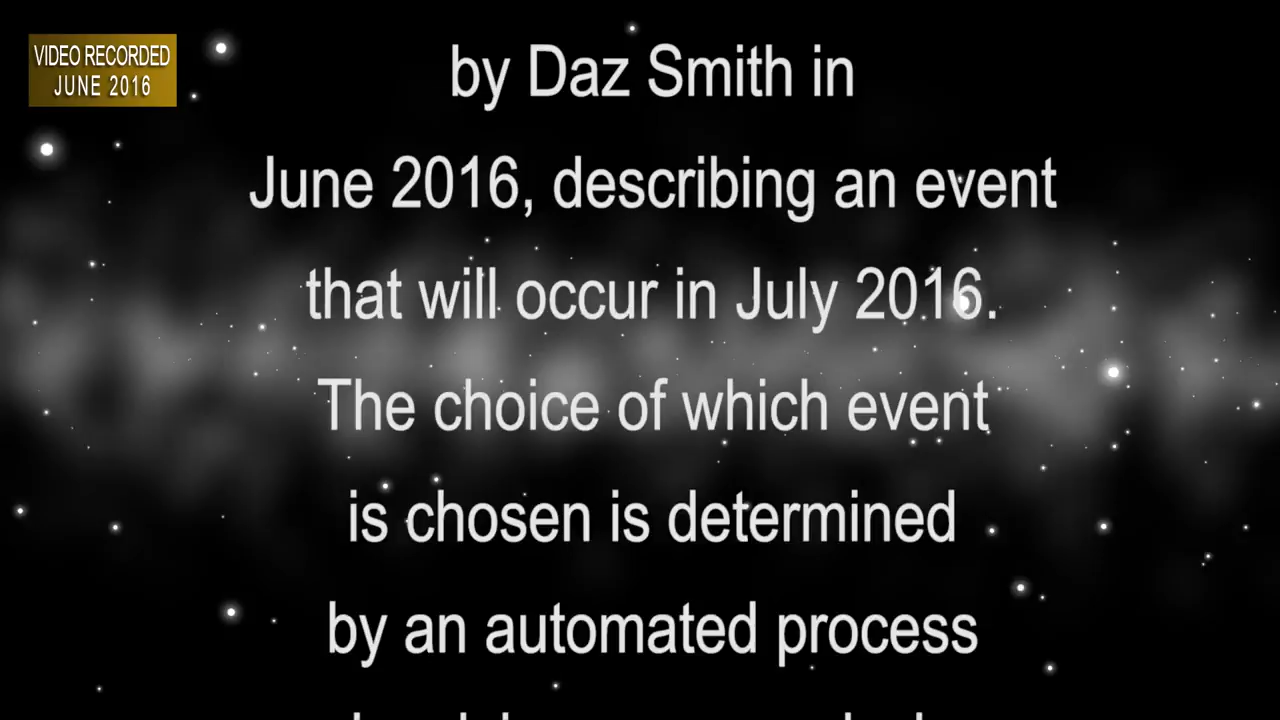 VIDEO RECORDED
JUNE 2016
by Daz Smith in
June 2016, describing an event
that will occur in July 2016.
The choice of which event
is chosen is determined
by an automated process